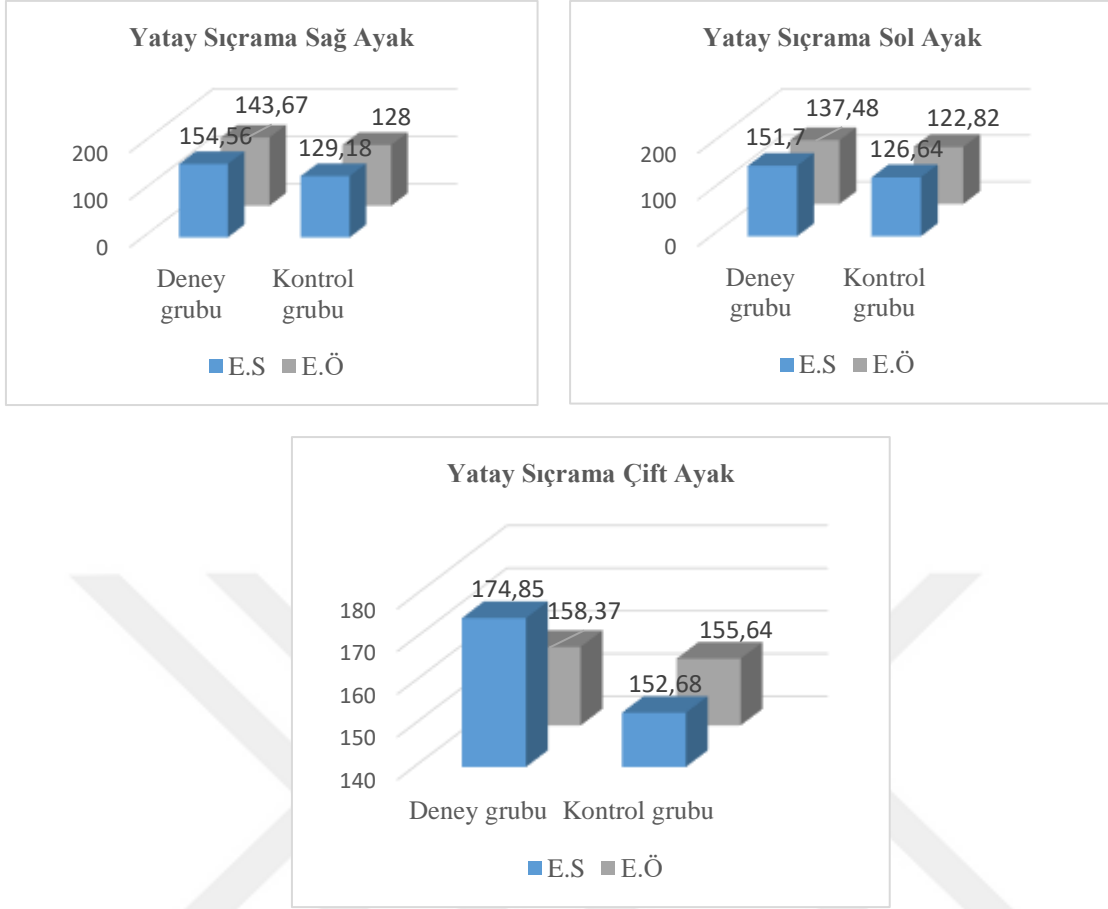 Yatay Sıçrama Sağ Ayak
143,67
128
154,56
129,18
200
100
0
Deney grubu
Kontrol grubu
E.S E.Ö
Yatay Sıçrama Sol Ayak
137,48
122,82
151,7
126,64
200
100
0
Deney grubu
Kontrol grubu
E.S E.Ö
Yatay Sıçrama Çift Ayak
174,85
158,37
155,64
152,68
180
170
160
150
140
Deney grubu Kontrol grubu
E.S E.Ö